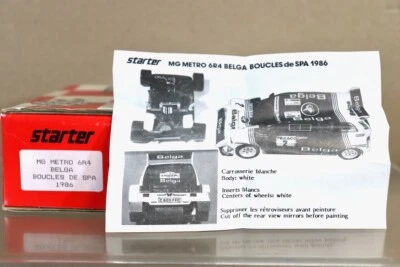 starter
MG METRO 6R4 BELGA BOUCLES de SPA 1986
Belga
Belga
Belga
Belga
Carrosserie blanche
Body: white
Inserts blancs
Centers of wheels: white
Supprimer les rétroviseurs avant peinture
Cut off the rear view mirrors before painting
starter
MG METRO 6R4
BELGA
BOUCLES DE SPA
1986